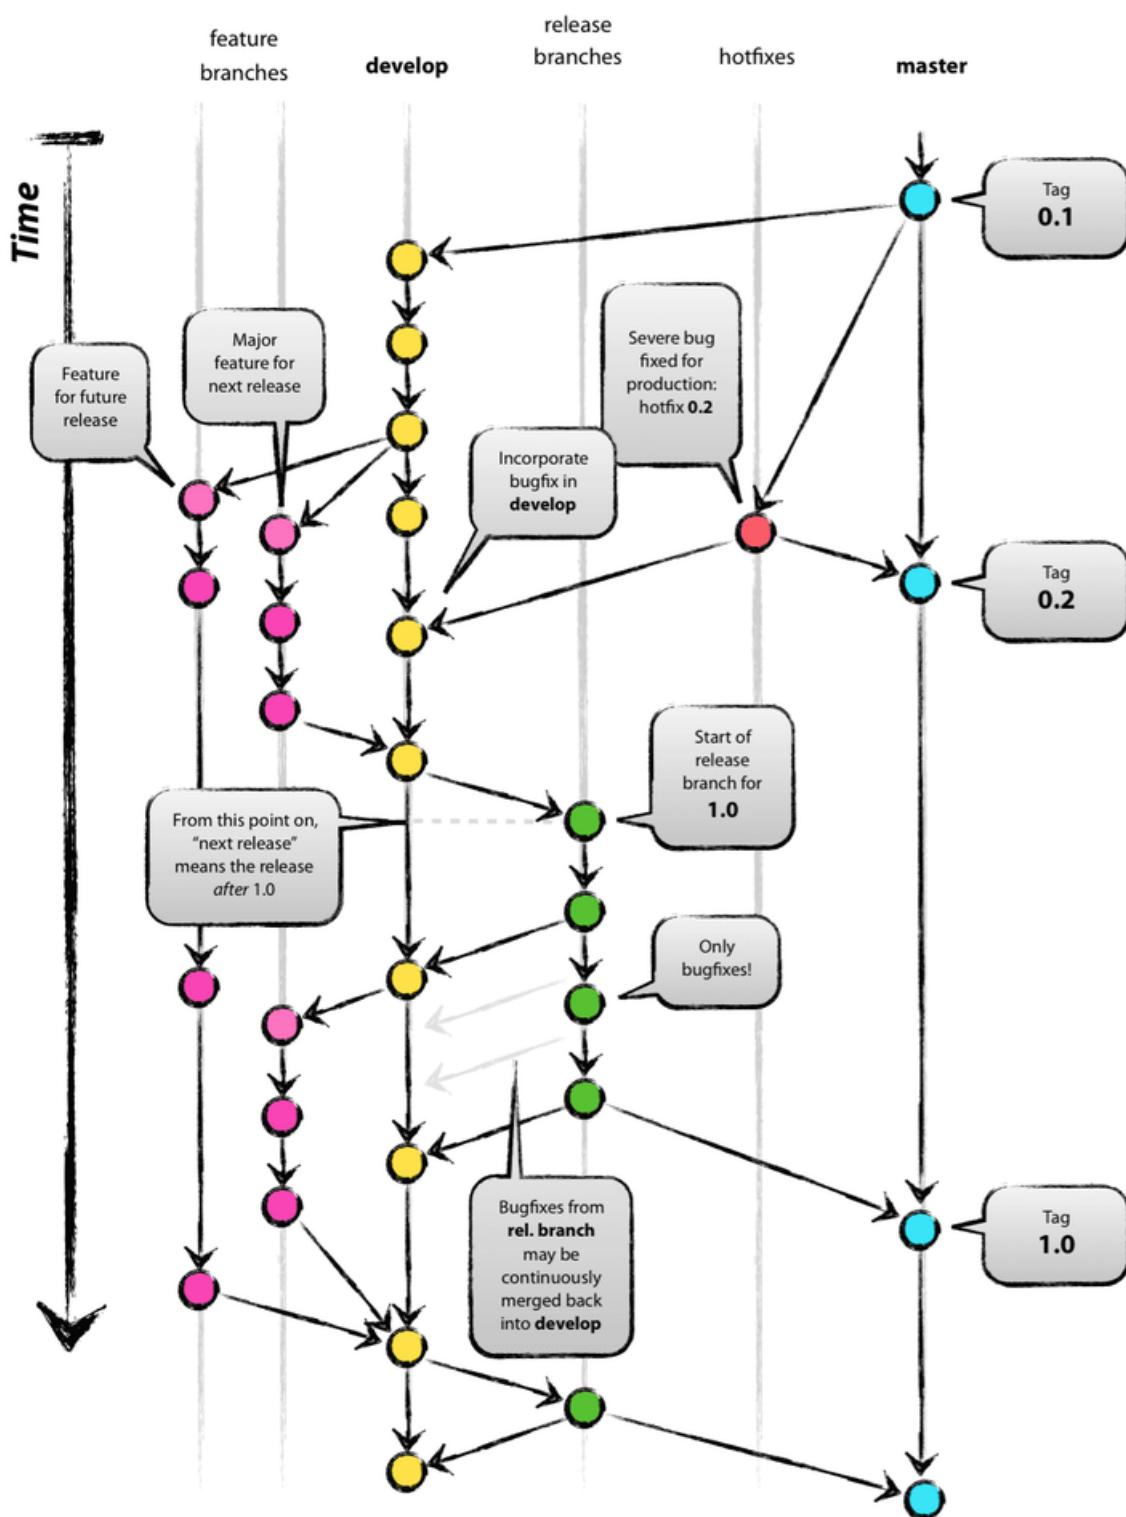 feature
branches
develop
release
branches
hotfixes
master
Time
Tag
0.1
Major
feature for
next release
Severe bug
fixed for
production:
hotfix 0.2
Feature
for future
release
Incorporate
bugfix in
develop
Tag
0.2
Start of
release
branch for
1.0
From this point on,
“next release”
means the release
after 1.0
Only
bugfixes!
Bugfixes from
rel. branch
may be
continuously
merged back
into develop
Tag
1.0